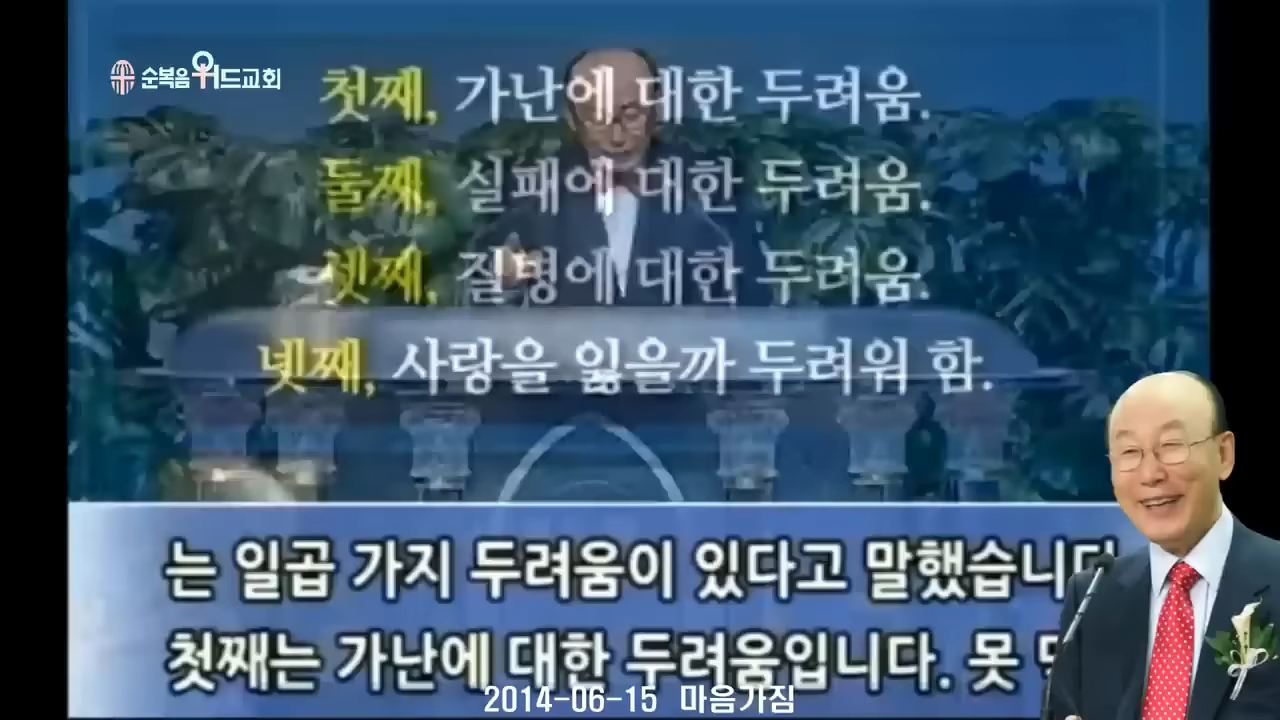 순복음위드교회
첫째, 가난에 대한 두려움.
둘째, 실패에 대한 두려움.
넷째, 질병에 대한 두려움.
넷째, 사랑을 잃을까 두려워 함.
는 일곱 가지 두려움이 있다고 말했습니다
첫째는 가난에 대한 두려움입니다. 못
2014-06-15 마음가짐